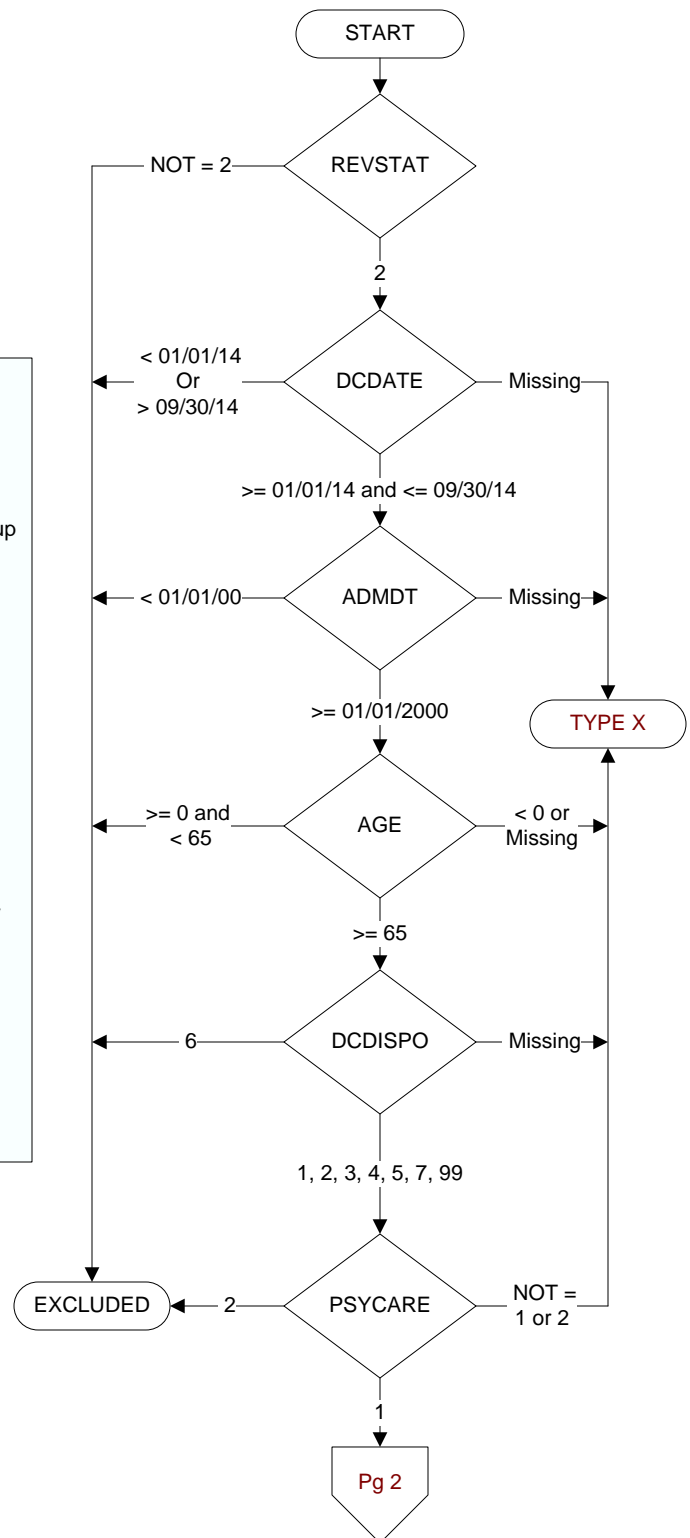 START
REVSTAT
NOT = 2
2
DCDATE
< 01/01/14
Or
> 09/30/14
Missing
>= 01/01/14 and <= 09/30/14
ADMDT
< 01/01/00
Missing
>= 01/01/2000
TYPE X
AGE
>= 0 and
< 65
< 0 or
Missing
>= 65
DCDISPO
6
Missing
1, 2, 3, 4, 5, 7, 99
PSYCARE
EXCLUDED
2
NOT =
1 or 2
1
Pg 2